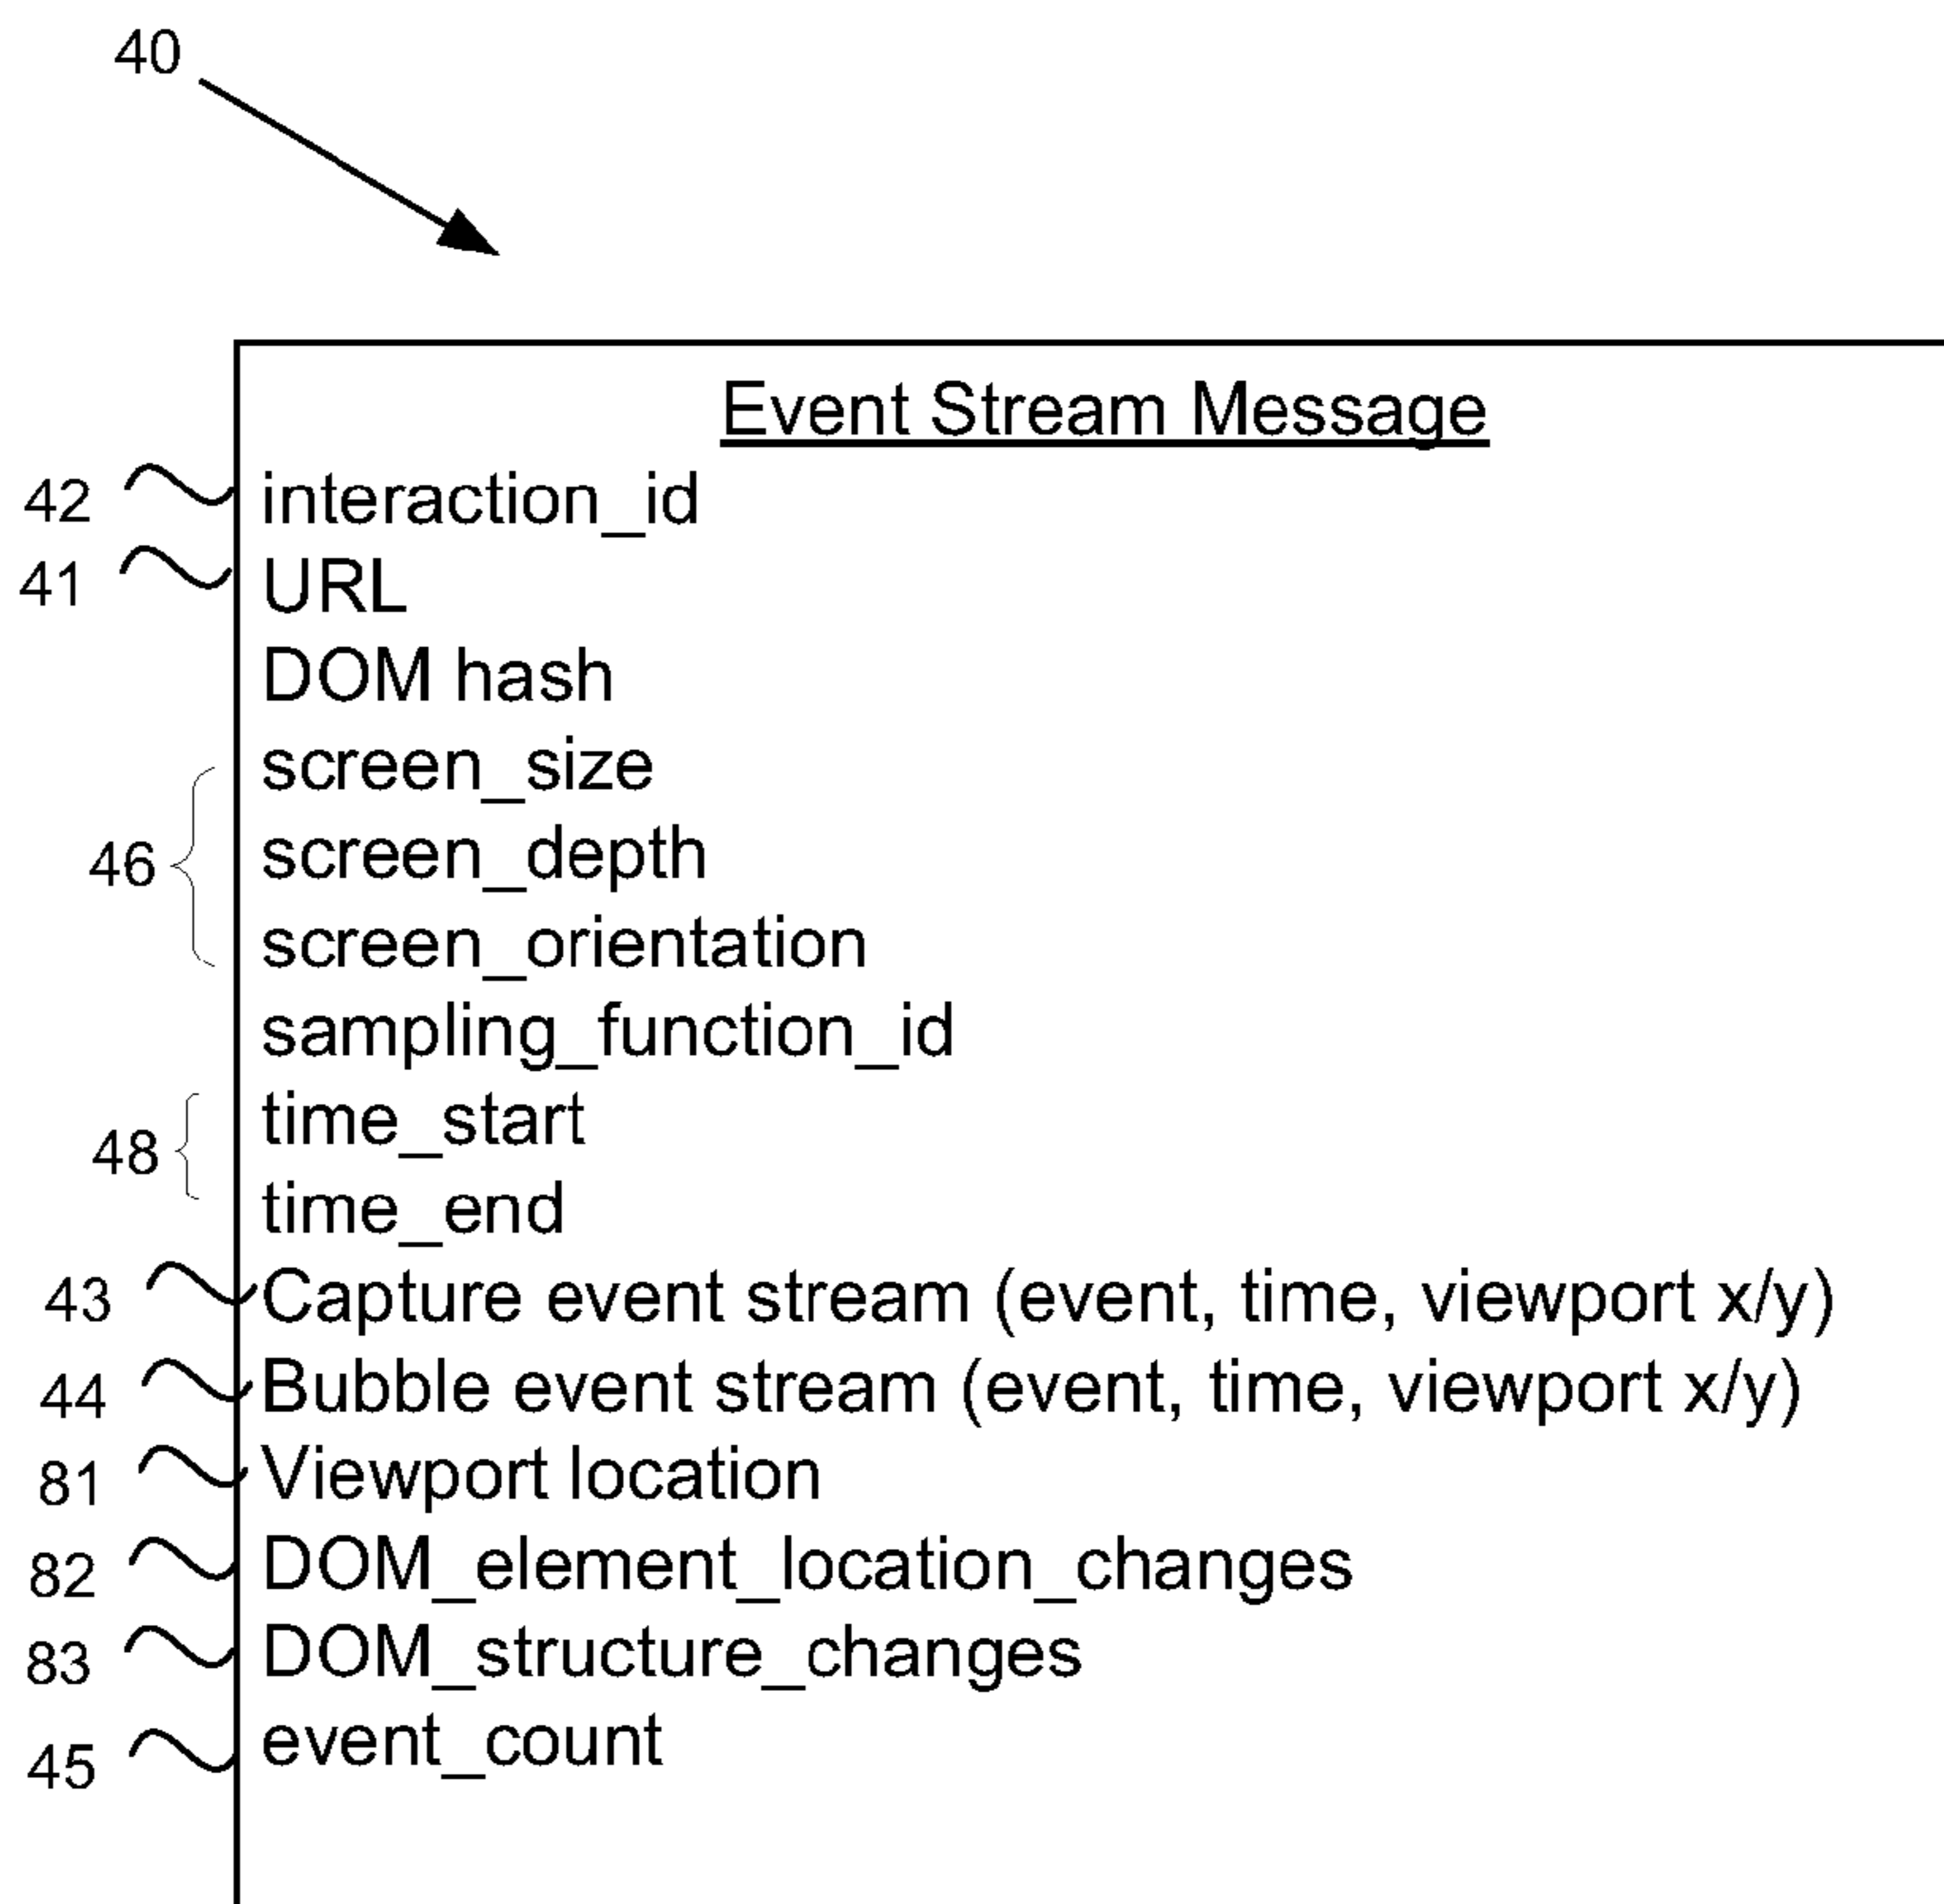 40
Event Stream Message
42 interaction_id
41 URL
DOM hash
screen_size
46 screen_depth
screen_orientation
sampling_function_id
time_start
48
time_end
43 Capture event stream (event, time, viewport x/y)
44 Bubble event stream (event, time, viewport x/y)
81 Viewport location
82 DOM_element_location_changes
83 DOM_structure_changes
45 event_count